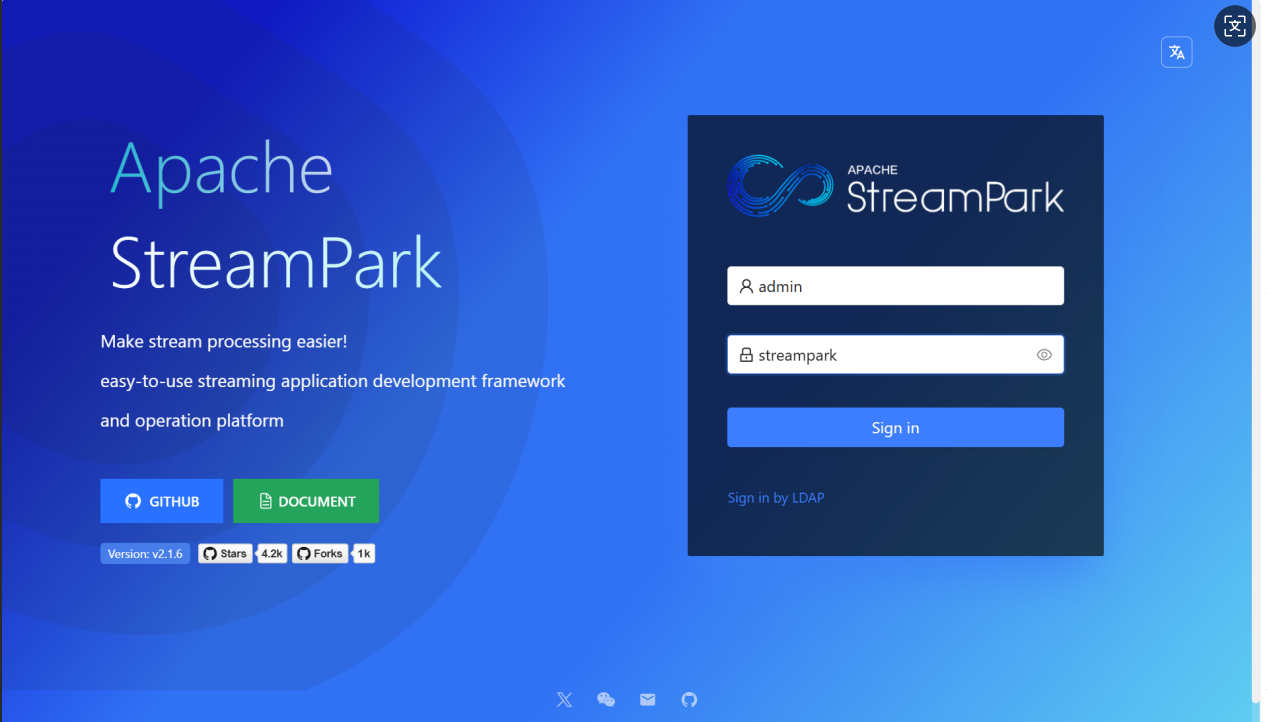 Apache
StreamPark
Make stream processing easier!
easy-to-use streaming application development framework
and operation platform
GITHUB
DOCUMENT
Version: v2.1.6
Stars
4.2k
Forks
1k
APACHE
StreamPark
admin
streampark
Sign in
Sign in by LDAP